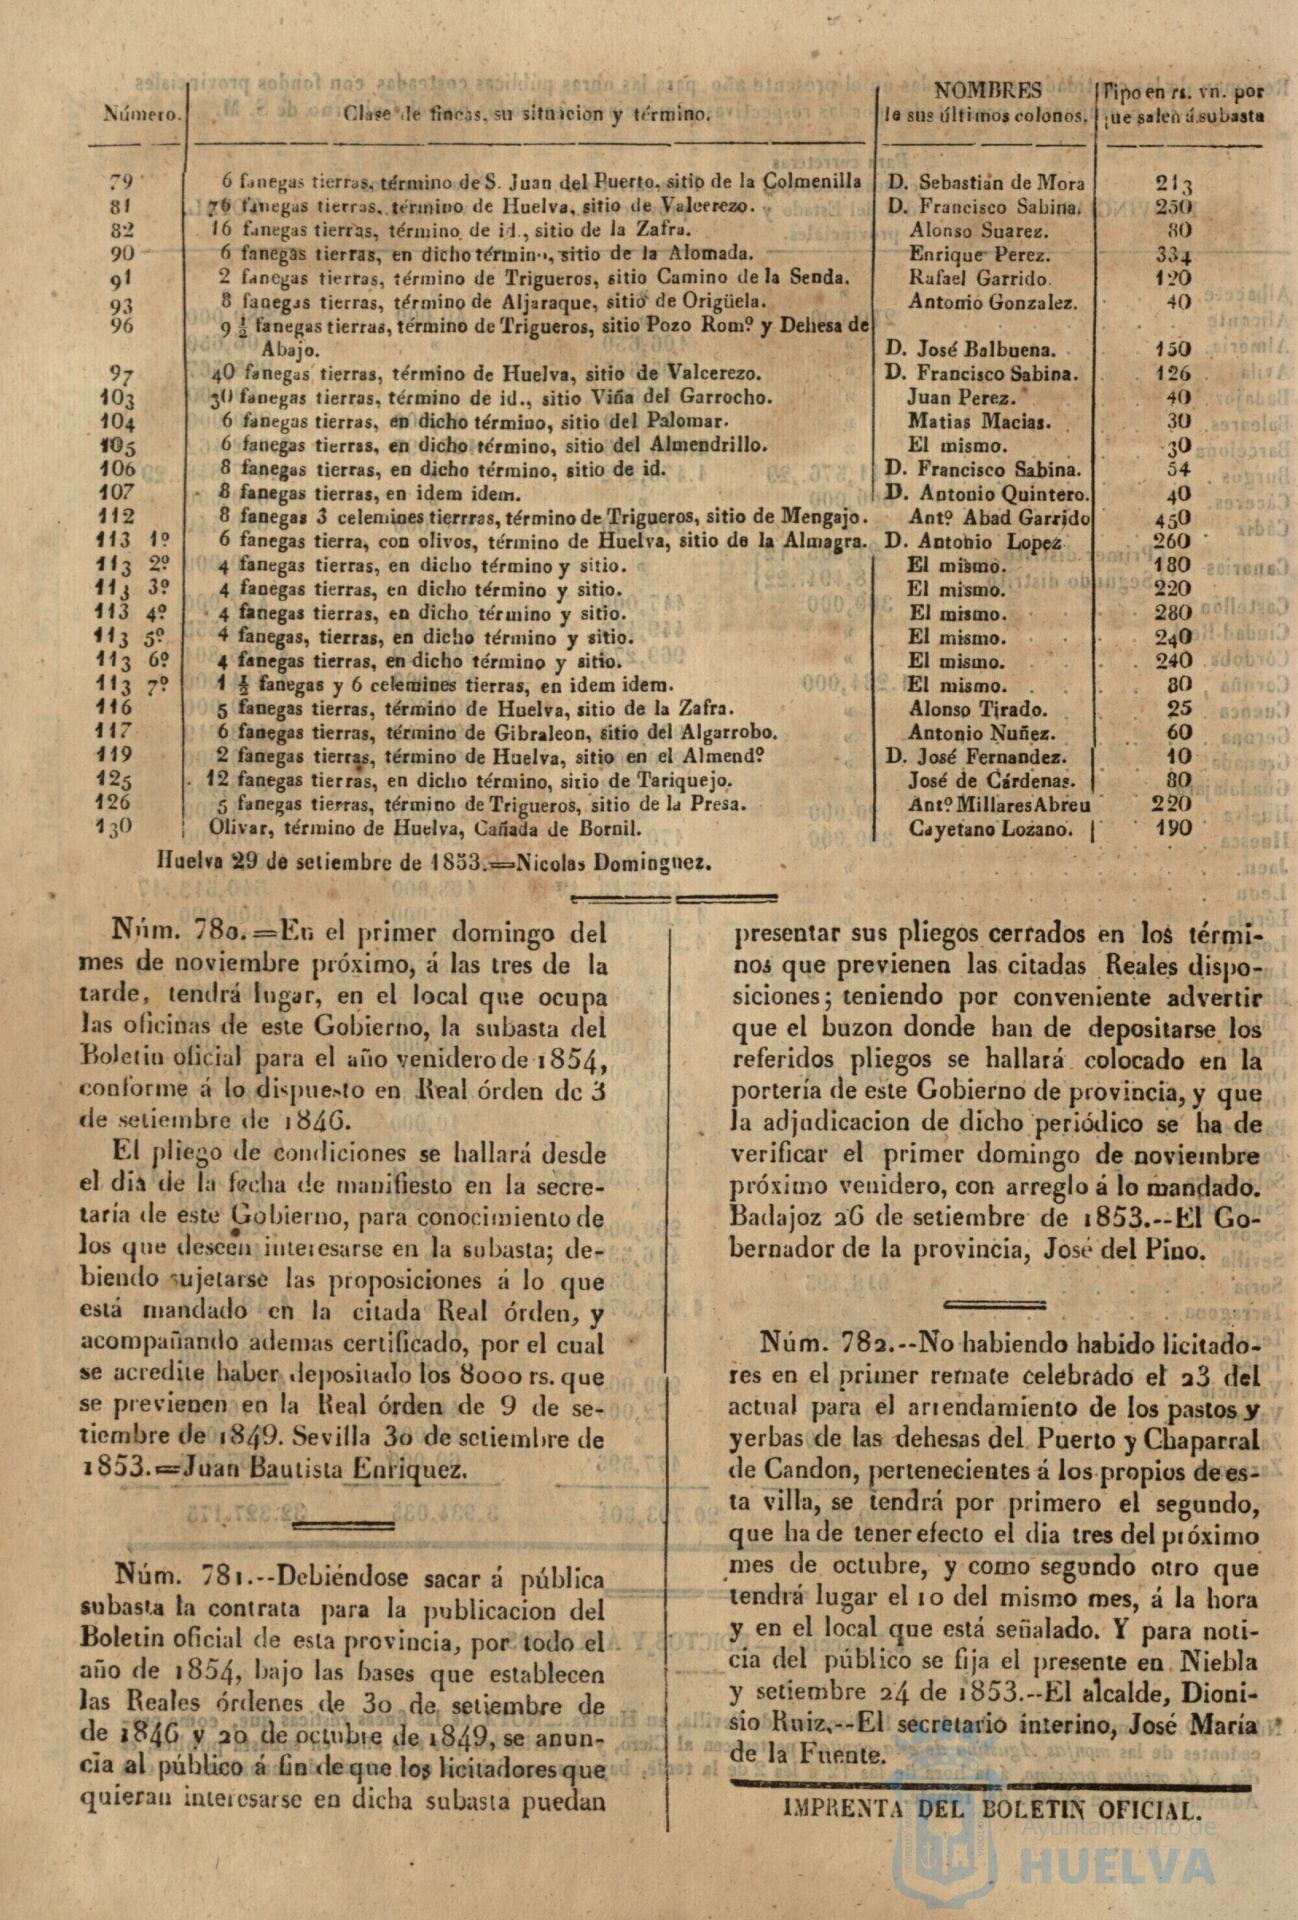 Número. Clase de fincas, su situacion y término. NOMBRES Tipo en rs. vn. por
de sus últimos colonos. que salen á subasta
79 6 fanegas tierras, término de S. Juan del Puerto, sitio de la Colmenilla D. Sebastian de Mora 213
81 76 fanegas tierras, término de Huelva, sitio de Valcerezo. D. Francisco Sabina. 250
82 16 fanegas tierras, término de id., sitio de la Zafra. Alonso Suarez. 80
90 6 fanegas tierras, en dicho término, sitio de la Alomada. Enrique Perez. 334
91 2 fanegas tierras, término de Trigueros, sitio Camino de la Senda. Rafael Garrido. 120
93 8 fanegas tierras, término de Aljaraque, sitio de Origüela. Antonio Gonzalez. 40
96 9 ½ fanegas tierras, término de Trigueros, sitio Pozo Rom.º y Dehesa de
Abajo. D. José Balbuena. 150
97 40 fanegas tierras, término de Huelva, sitio de Valcerezo. D. Francisco Sabina. 126
103 30 fanegas tierras, término de id., sitio Viña del Garrocho. Juan Perez. 40
104 6 fanegas tierras, en dicho término, sitio del Palomar. Matias Macias. 30
105 6 fanegas tierras, en dicho término, sitio del Almendrillo. El mismo. 30
106 8 fanegas tierras, en dicho término, sitio de id. D. Francisco Sabina. 54
107 8 fanegas tierras, en idem idem. D. Antonio Quintero. 40
112 8 fanegas 3 celemines tierrras, término de Trigueros, sitio de Mengajo. Ant.º Abad Garrido 450
113 1º 6 fanegas tierra, con olivos, término de Huelva, sitio de la Almagra. D. Antonio Lopez 260
113 2º 4 fanegas tierras, en dicho término y sitio. El mismo. 180
113 3º 4 fanegas tierras, en dicho término y sitio. El mismo. 220
113 4º 4 fanegas tierras, en dicho término y sitio. El mismo. 280
113 5º 4 fanegas, tierras, en dicho término y sitio. El mismo. 240
113 6º 4 fanegas tierras, en dicho término y sitio. El mismo. 240
113 7º 1 ½ fanegas y 6 celemines tierras, en idem idem. El mismo. 80
116 5 fanegas tierras, término de Huelva, sitio de la Zafra. Alonso Tirado. 25
117 6 fanegas tierras, término de Gibraleon, sitio del Algarrobo. Antonio Nuñez. 60
119 2 fanegas tierras, término de Huelva, sitio en el Almend.º D. José Fernandez. 10
125 12 fanegas tierras, en dicho término, sitio de Tariquejo. José de Cárdenas. 80
126 5 fanegas tierras, término de Trigueros, sitio de la Presa. Ant.º Millares Abreu 220
130 Olivar, término de Huelva, Cañada de Bornil. Cayetano Lozano. 190
Huelva 29 de setiembre de 1853.=Nicolas Dominguez.
Núm. 780.=En el primer domingo del
mes de noviembre próximo, á las tres de la
tarde, tendrá lugar, en el local que ocupa
las oficinas de este Gobierno, la subasta del
Boletin oficial para el año venidero de 1854,
conforme á lo dispuesto en Real órden de 3
de setiembre de 1846.
El pliego de condiciones se hallará desde
el dia de la fecha de manifiesto en la secre-
taría de este Gobierno, para conocimiento de
los que deseen interesarse en la subasta; de-
biendo sujetarse las proposiciones á lo que
está mandado en la citada Real órden, y
acompañando ademas certificado, por el cual
se acredite haber depositado los 8000 rs. que
se previenen en la Real órden de 9 de se-
tiembre de 1849. Sevilla 30 de setiembre de
1853.=Juan Bautista Enriquez.
Núm. 781.--Debiéndose sacar á pública
subasta la contrata para la publicacion del
Boletin oficial de esta provincia, por todo el
año de 1854, bajo las bases que establecen
las Reales órdenes de 30 de setiembre de
de 1846 y 20 de octubre de 1849, se anun-
cia al público á fin de que los licitadores que
quieran interesarse en dicha subasta puedan
presentar sus pliegos cerrados en los térmi-
nos que previenen las citadas Reales dispo-
siciones; teniendo por conveniente advertir
que el buzon donde han de depositarse los
referidos pliegos se hallará colocado en la
portería de este Gobierno de provincia, y que
la adjudicacion de dicho periódico se ha de
verificar el primer domingo de noviembre
próximo venidero, con arreglo á lo mandado.
Badajoz 26 de setiembre de 1853.--El Go-
bernador de la provincia, José del Pino.
Núm. 782.--No habiendo habido licitado-
res en el primer remate celebrado el 23 del
actual para el arrendamiento de los pastos y
yerbas de las dehesas del Puerto y Chaparral
de Candon, pertenecientes á los propios de es-
ta villa, se tendrá por primero el segundo,
que ha de tener efecto el dia tres del próximo
mes de octubre, y como segundo otro que
tendrá lugar el 10 del mismo mes, á la hora
y en el local que está señalado. Y para noti-
cia del público se fija el presente en Niebla
y setiembre 24 de 1853.--El alcalde, Dioni-
sio Ruiz.--El secretario interino, José María
de la Fuente.
IMPRENTA DEL BOLETIN OFICIAL.
Ayuntamiento de
HUELVA